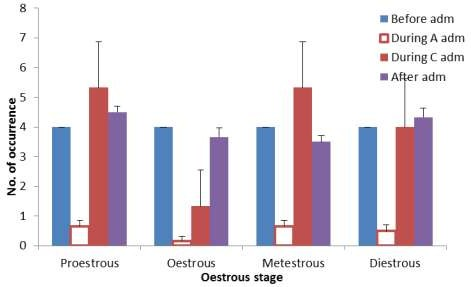 8
7
6
5
4
3
2
1
0
No. of occurrence
Before adm
During A adm
During C adm
After adm
Proestrous Oestrous Metestrous Diestrous
Oestrous stage